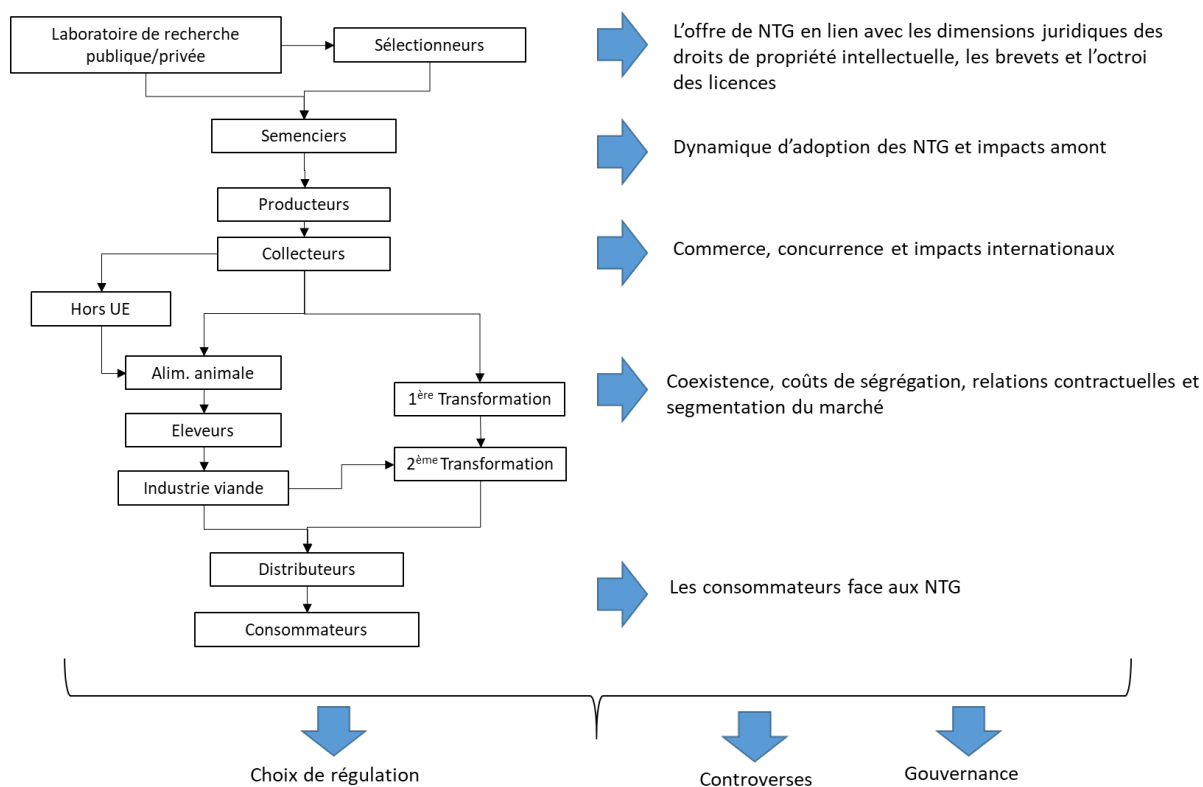 Laboratoire de recherche
publique/privée
Sélectionneurs
L’offre de NTG en lien avec les dimensions juridiques des
droits de propriété intellectuelle, les brevets et l’octroi
des licences
Semenciers
Dynamique d’adoption des NTG et impacts amont
Producteurs
Collecteurs
Commerce, concurrence et impacts internationaux
Hors UE
Alim. animale
1ère Transformation
Coexistence, coûts de ségrégation, relations contractuelles et
segmentation du marché
Eleveurs
2ème Transformation
Industrie viande
Distributeurs
Les consommateurs face aux NTG
Consommateurs
Choix de régulation
Controverses
Gouvernance